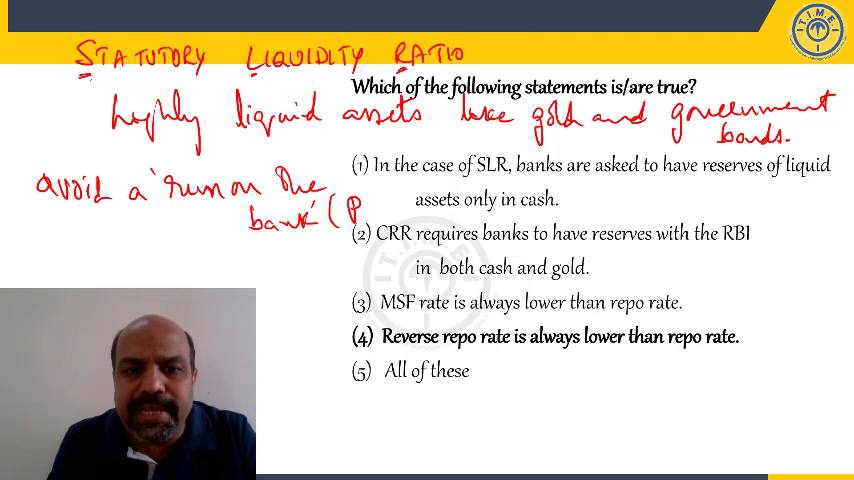 STATUTORY LIQUIDITY RATIO
Which of the following statements is/are true?
highly liquid assets like gold and government
bonds.
(1) In the case of SLR, banks are asked to have reserves of liquid
assets only in cash.
avoid a 'run on the
bank' (P
(2) CRR requires banks to have reserves with the RBI
in both cash and gold.
(3) MSF rate is always lower than repo rate.
(4) Reverse repo rate is always lower than repo rate.
(5) All of these
T.I.M.E.